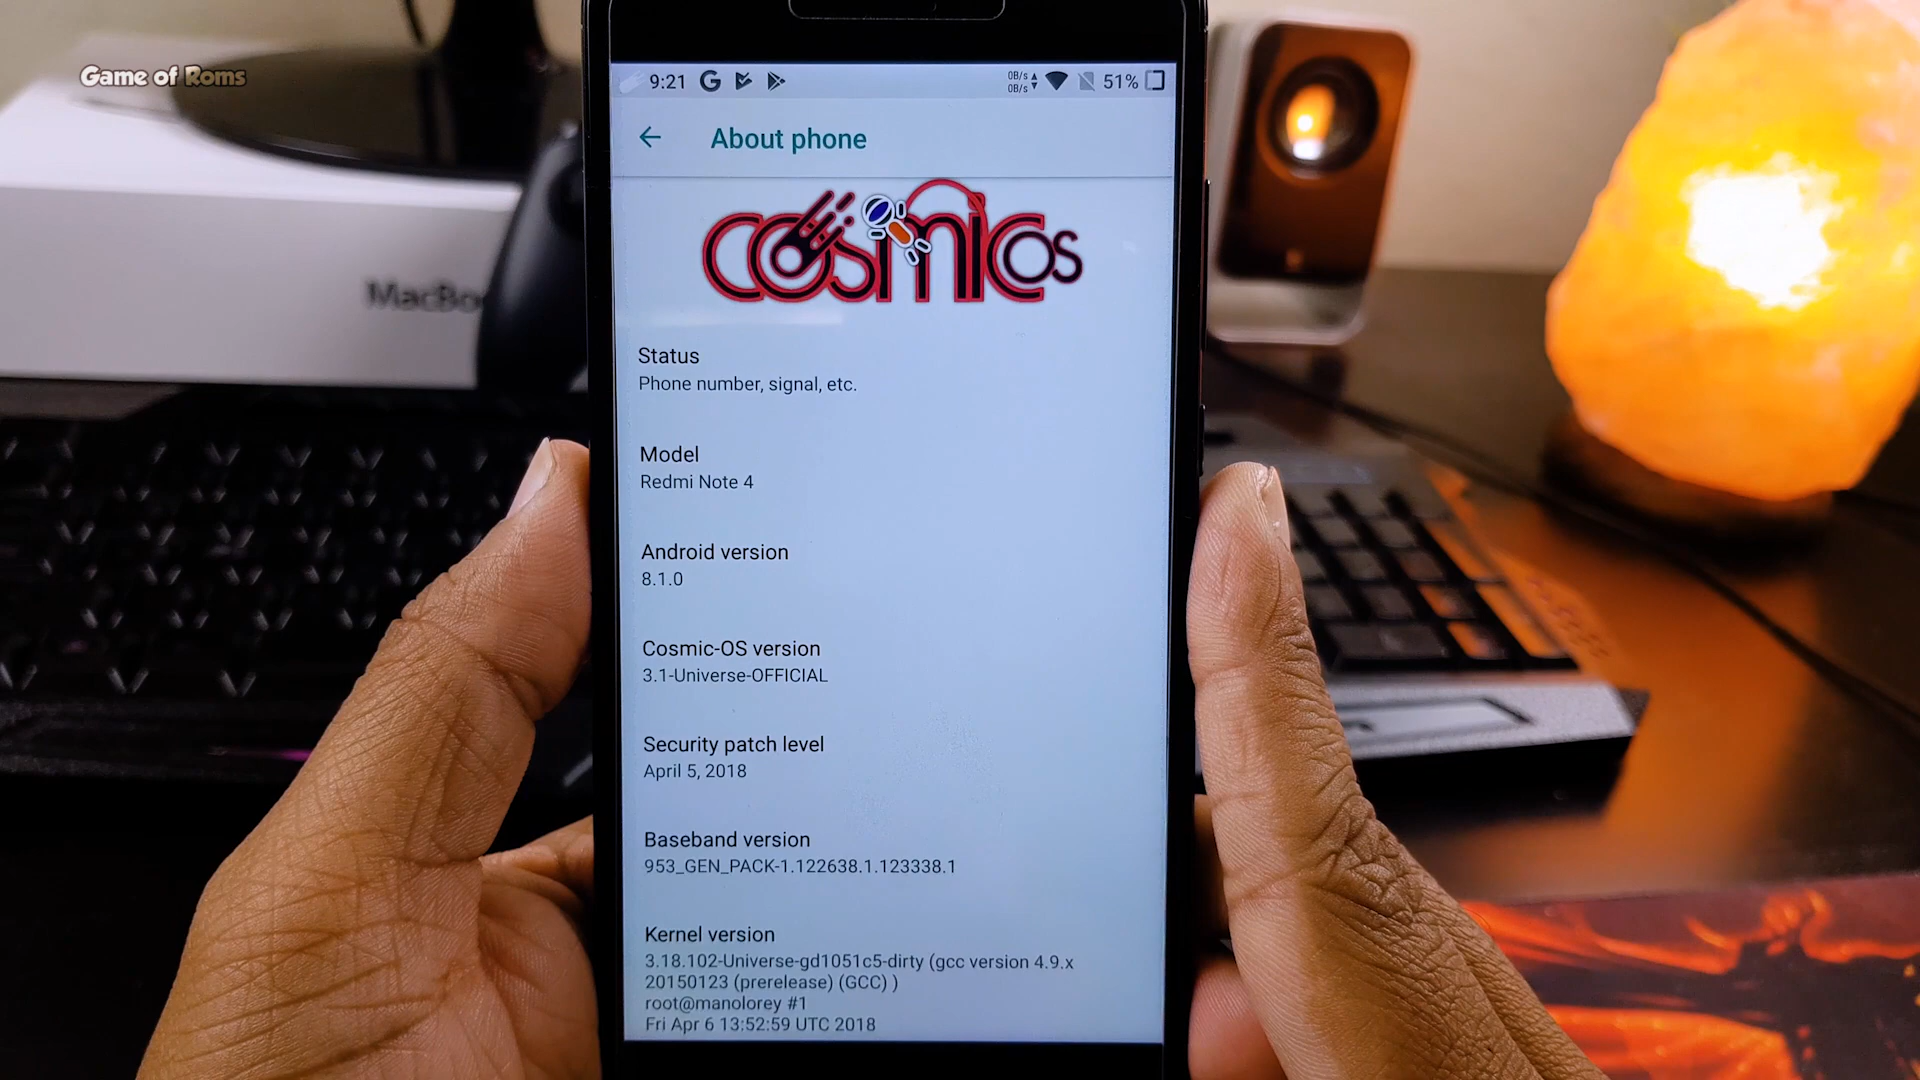 Game of Roms
9:21
0B/s
0B/s
51%
About phone
cosmic os
MacBo
Status
Phone number, signal, etc.
Model
Redmi Note 4
Android version
8.1.0
Cosmic-OS version
3.1-Universe-OFFICIAL
Security patch level
April 5, 2018
Baseband version
953_GEN_PACK-1.122638.1.123338.1
Kernel version
3.18.102-Universe-gd1051c5-dirty (gcc version 4.9.x
20150123 (prerelease) (GCC) )
root@manolorey #1
Fri Apr 6 13:52:59 UTC 2018